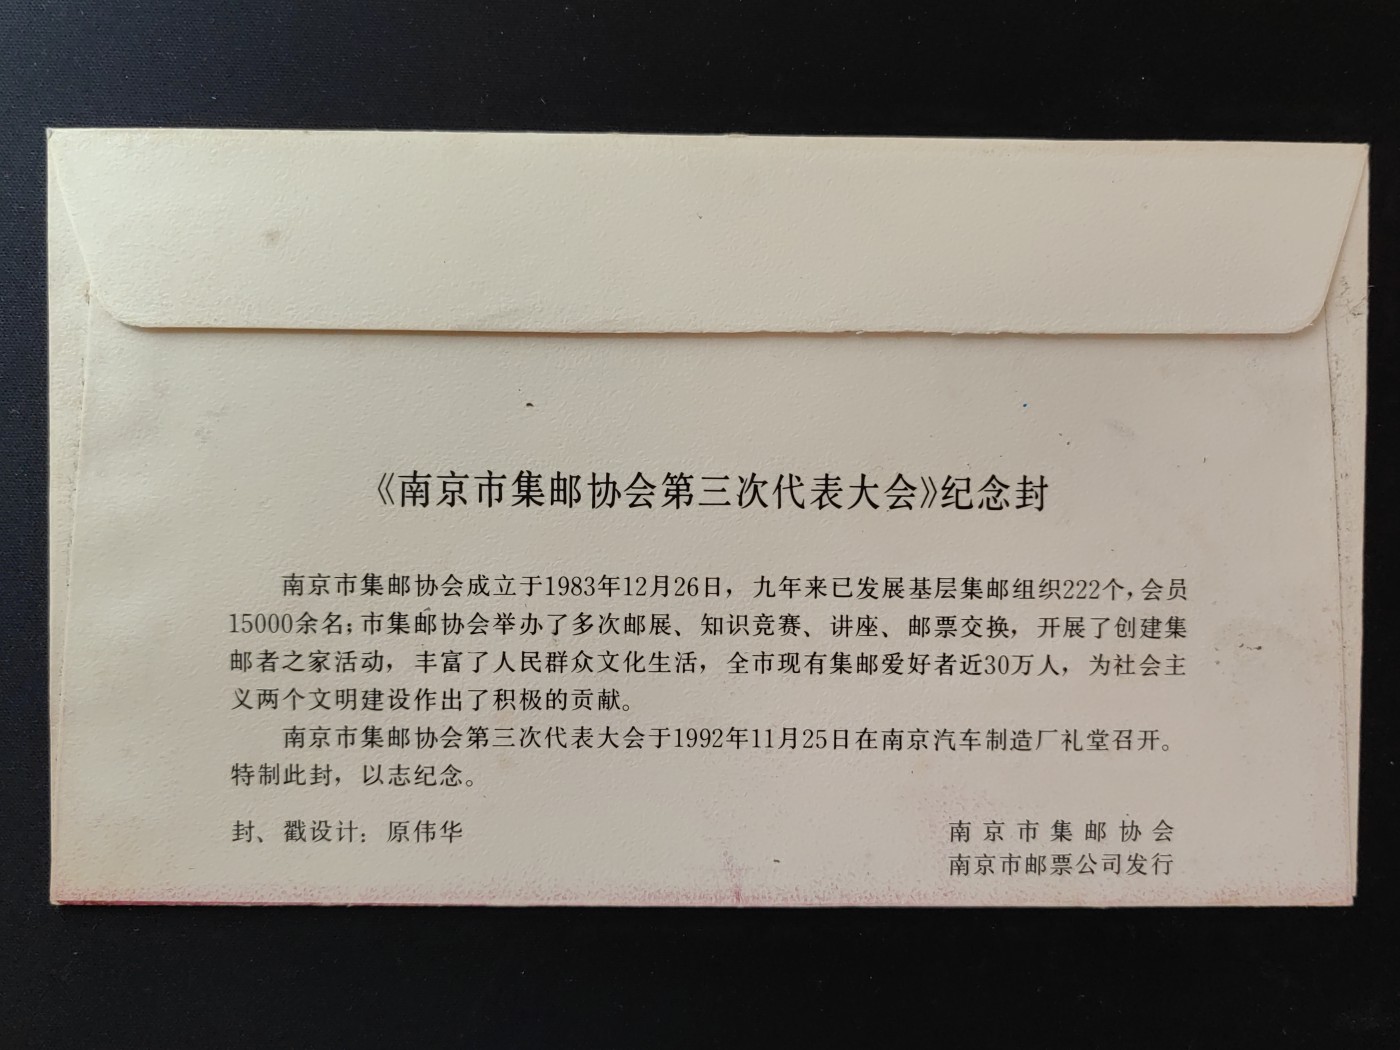 《南京市集邮协会第三次代表大会》纪念封
南京市集邮协会成立于1983年12月26日，九年来已发展基层集邮组织222个，会员
15000余名；市集邮协会举办了多次邮展、知识竞赛、讲座、邮票交换，开展了创建集
邮者之家活动，丰富了人民群众文化生活，全市现有集邮爱好者近30万人，为社会主
义两个文明建设作出了积极的贡献。
南京市集邮协会第三次代表大会于1992年11月25日在南京汽车制造厂礼堂召开。
特制此封，以志纪念。
封、戳设计：原伟华
南京市集邮协会
南京市邮票公司发行